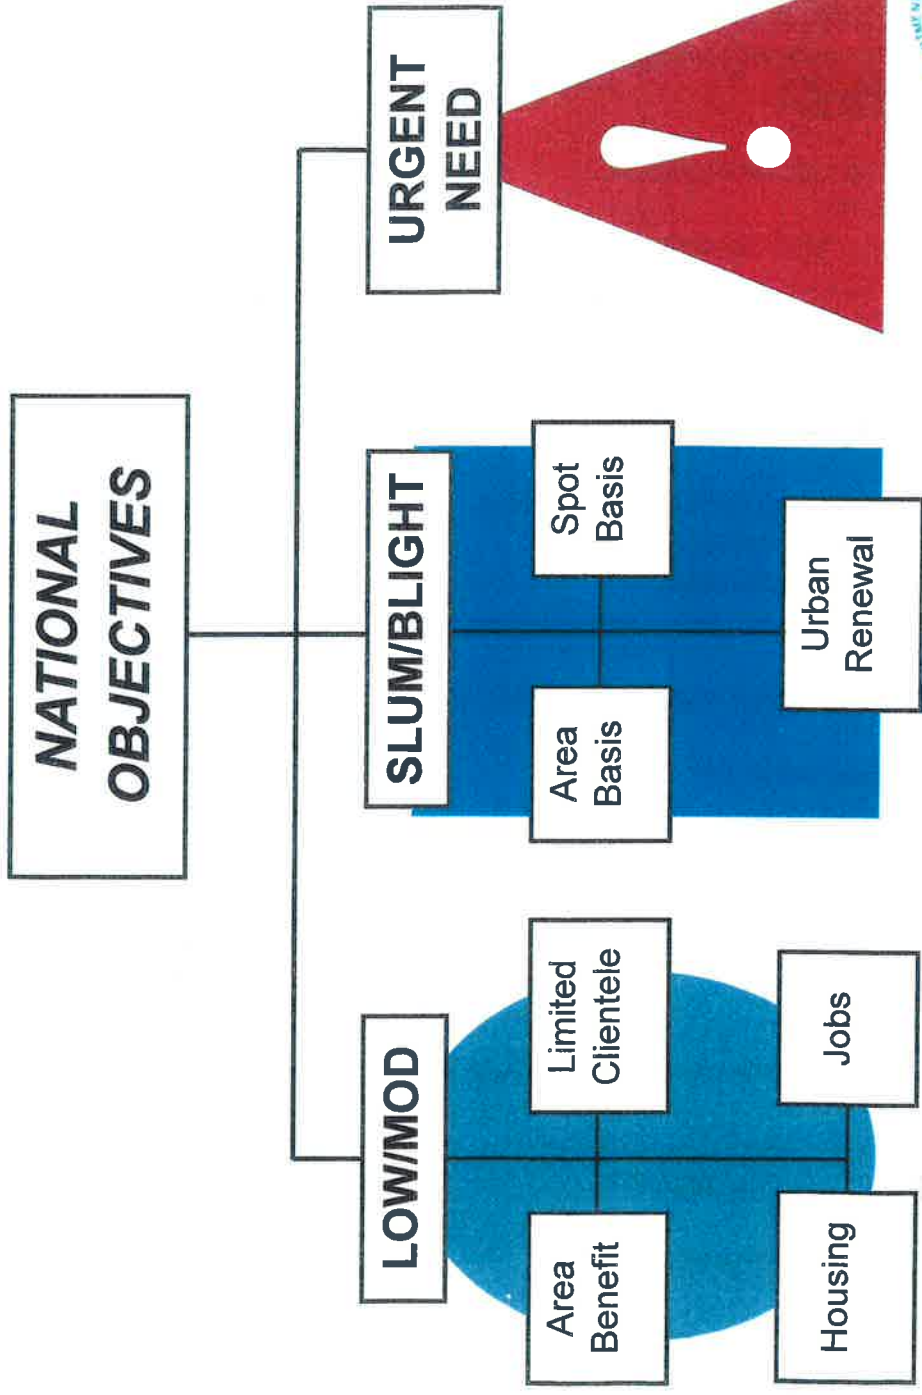 NATIONAL
OBJECTIVES
LOW/MOD
SLUM/BLIGHT
URGENT
NEED
Area
Benefit
Limited
Clientele
Housing
Jobs
Area
Basis
Spot
Basis
Urban
Renewal